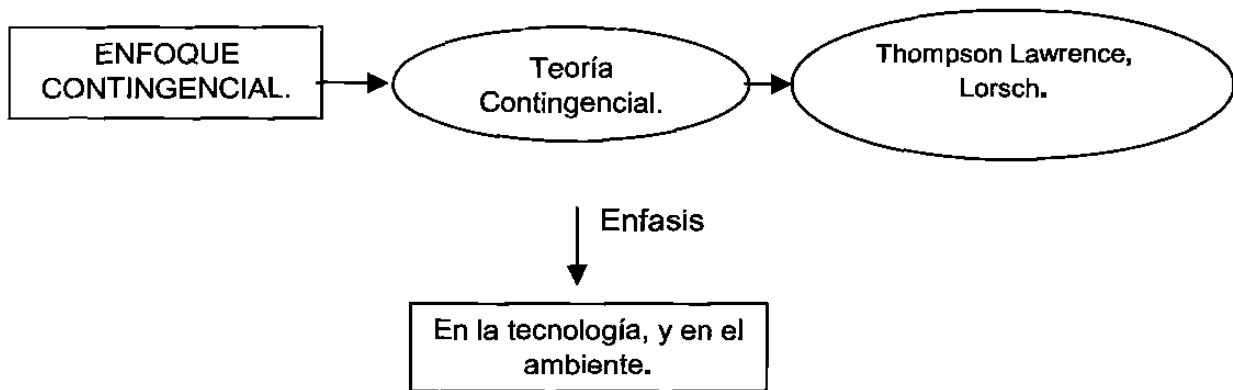 ENFOQUE
CONTINGENCIAL.
Teoría
Contingencial.
Thompson Lawrence,
Lorsch.
Enfasis
En la tecnología, y en el
ambiente.